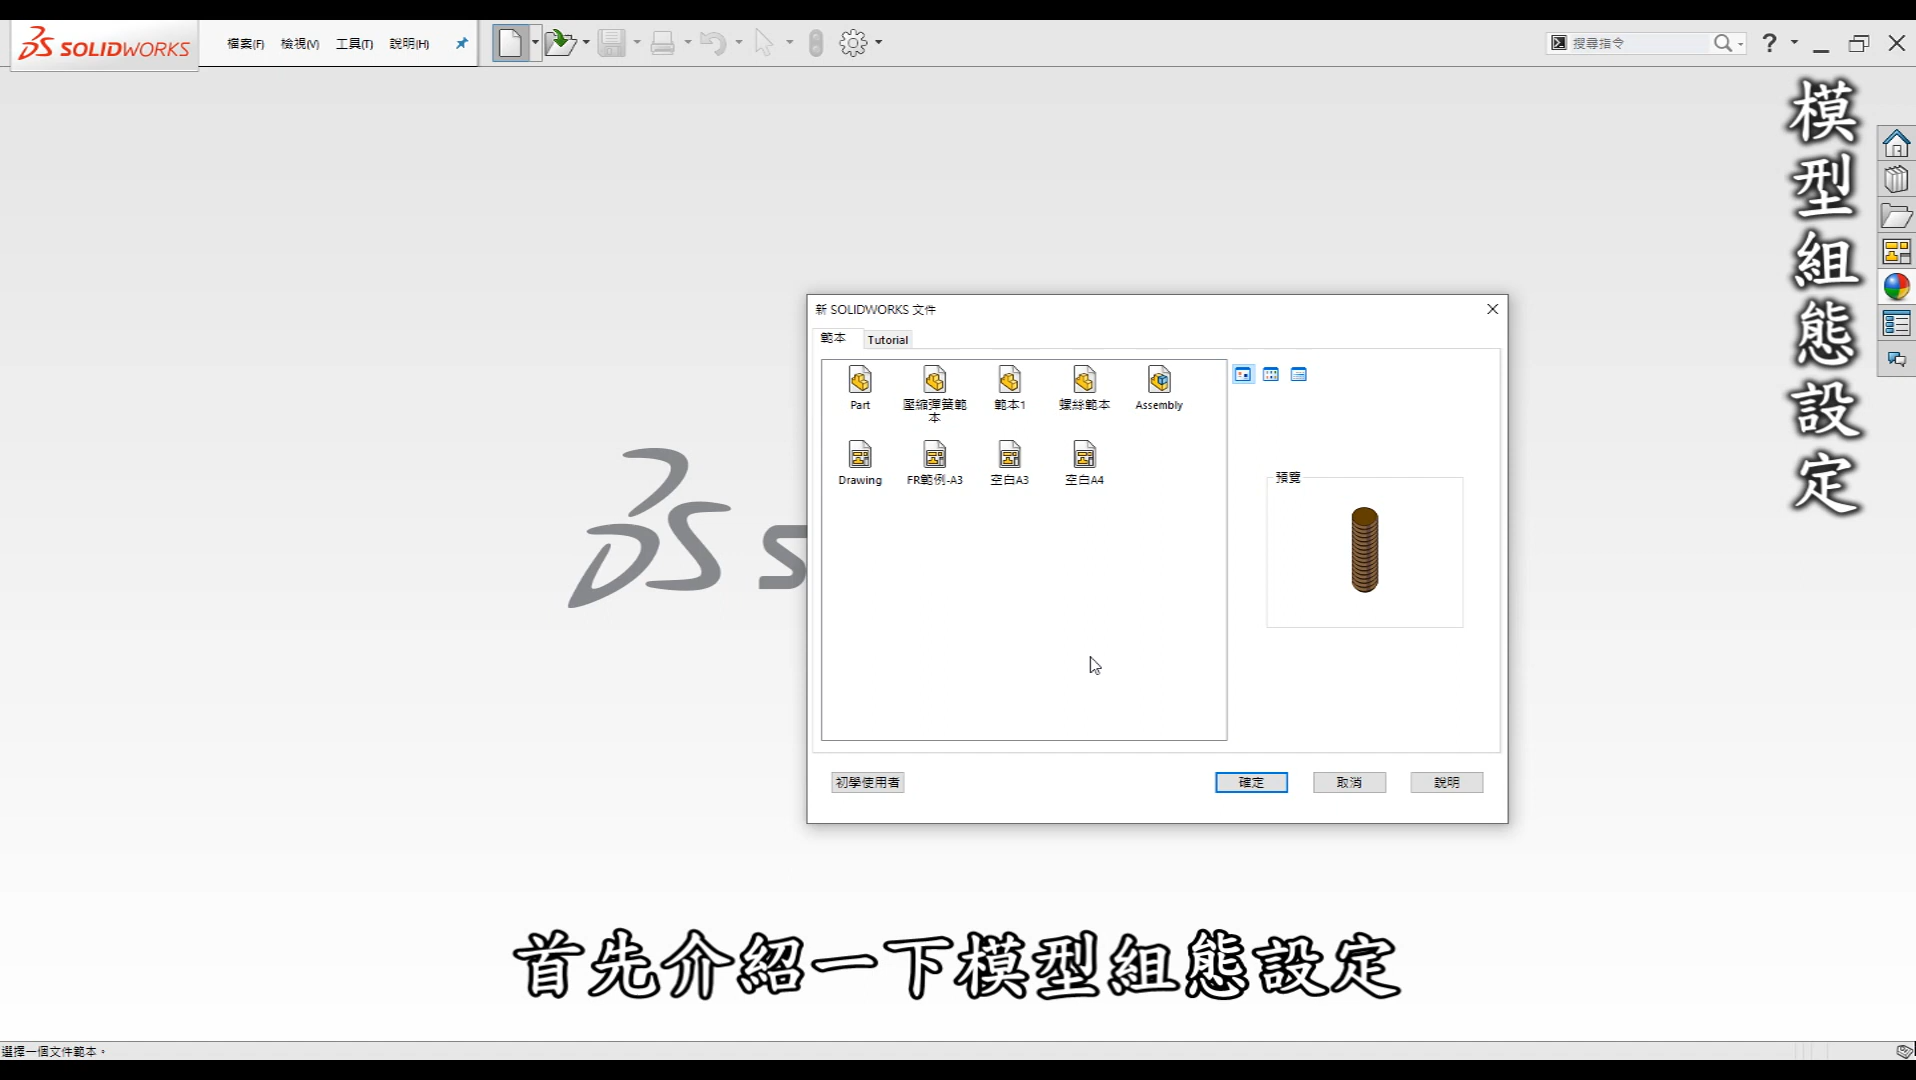 SOLIDWORKS
檔案(F) 檢視(V) 工具(T) 說明(H)
搜尋指令
?
模型組態設定
新 SOLIDWORKS 文件
範本 Tutorial
Part 壓縮彈簧範本 範本1 螺絲範本 Assembly
Drawing FR範例-A3 空白A3 空白A4
預覽
初學使用者 確定 取消 說明
DS S
首先介紹一下模型組態設定
選擇一個文件範本。